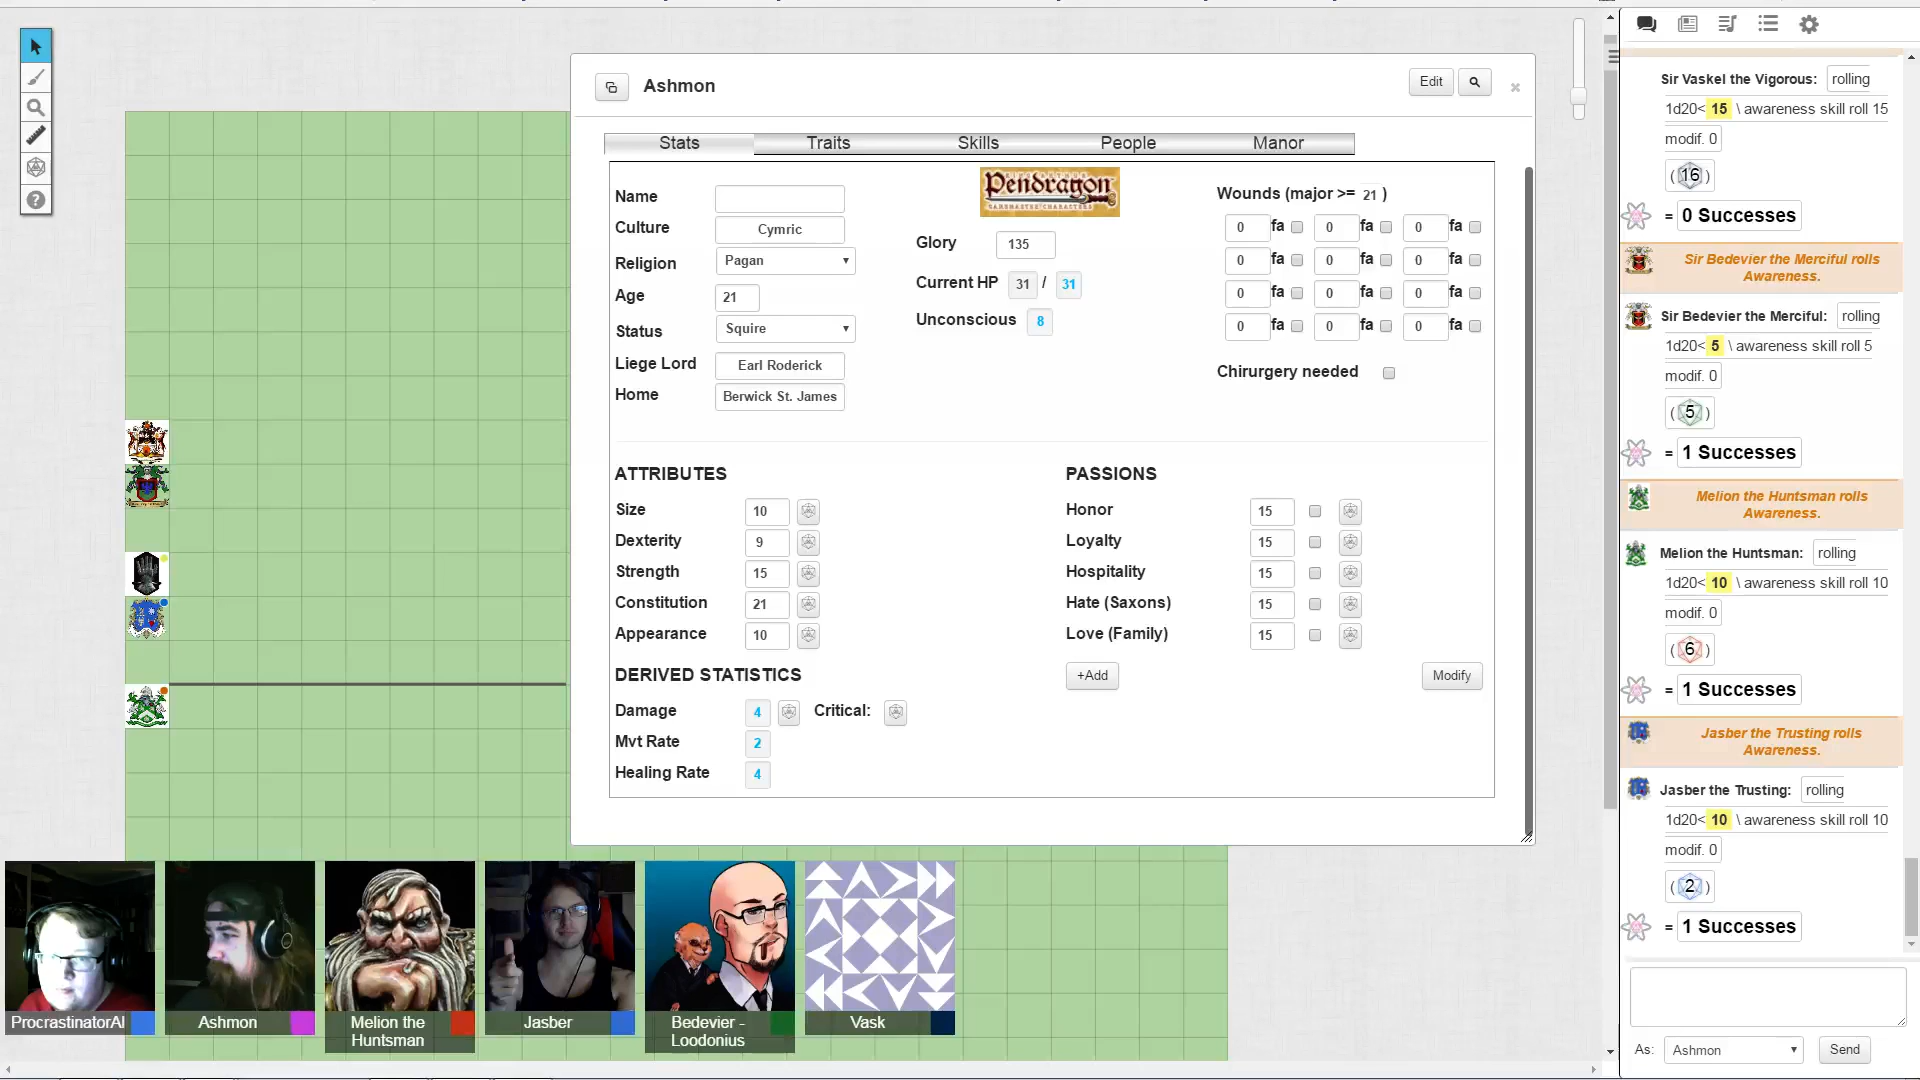 Ashmon
Edit
Stats Traits Skills People Manor
Name
Culture Cymric
Religion Pagan
Age 21
Status Squire
Liege Lord Earl Roderick
Home Berwick St. James
Pendragon
Glory 135
Current HP 31 / 31
Unconscious 8
Wounds (major >= 21 )
0 fa 0 fa 0 fa
0 fa 0 fa 0 fa
0 fa 0 fa 0 fa
0 fa 0 fa 0 fa
Chirurgery needed
ATTRIBUTES
Size 10
Dexterity 9
Strength 15
Constitution 21
Appearance 10
DERIVED STATISTICS
Damage 4 Critical:
Mvt Rate 2
Healing Rate 4
PASSIONS
Honor 15
Loyalty 15
Hospitality 15
Hate (Saxons) 15
Love (Family) 15
+Add Modify
ProcrastinatorAl
Ashmon
Melion the
Huntsman
Jasber
Bedevier -
Loodonius
Vask
Sir Vaskel the Vigorous: rolling
1d20< 15 \ awareness skill roll 15
modif. 0
( 16 )
= 0 Successes
Sir Bedevier the Merciful rolls
Awareness.
Sir Bedevier the Merciful: rolling
1d20< 5 \ awareness skill roll 5
modif. 0
( 5 )
= 1 Successes
Melion the Huntsman rolls
Awareness.
Melion the Huntsman: rolling
1d20< 10 \ awareness skill roll 10
modif. 0
( 6 )
= 1 Successes
Jasber the Trusting rolls
Awareness.
Jasber the Trusting: rolling
1d20< 10 \ awareness skill roll 10
modif. 0
( 2 )
= 1 Successes
As: Ashmon Send